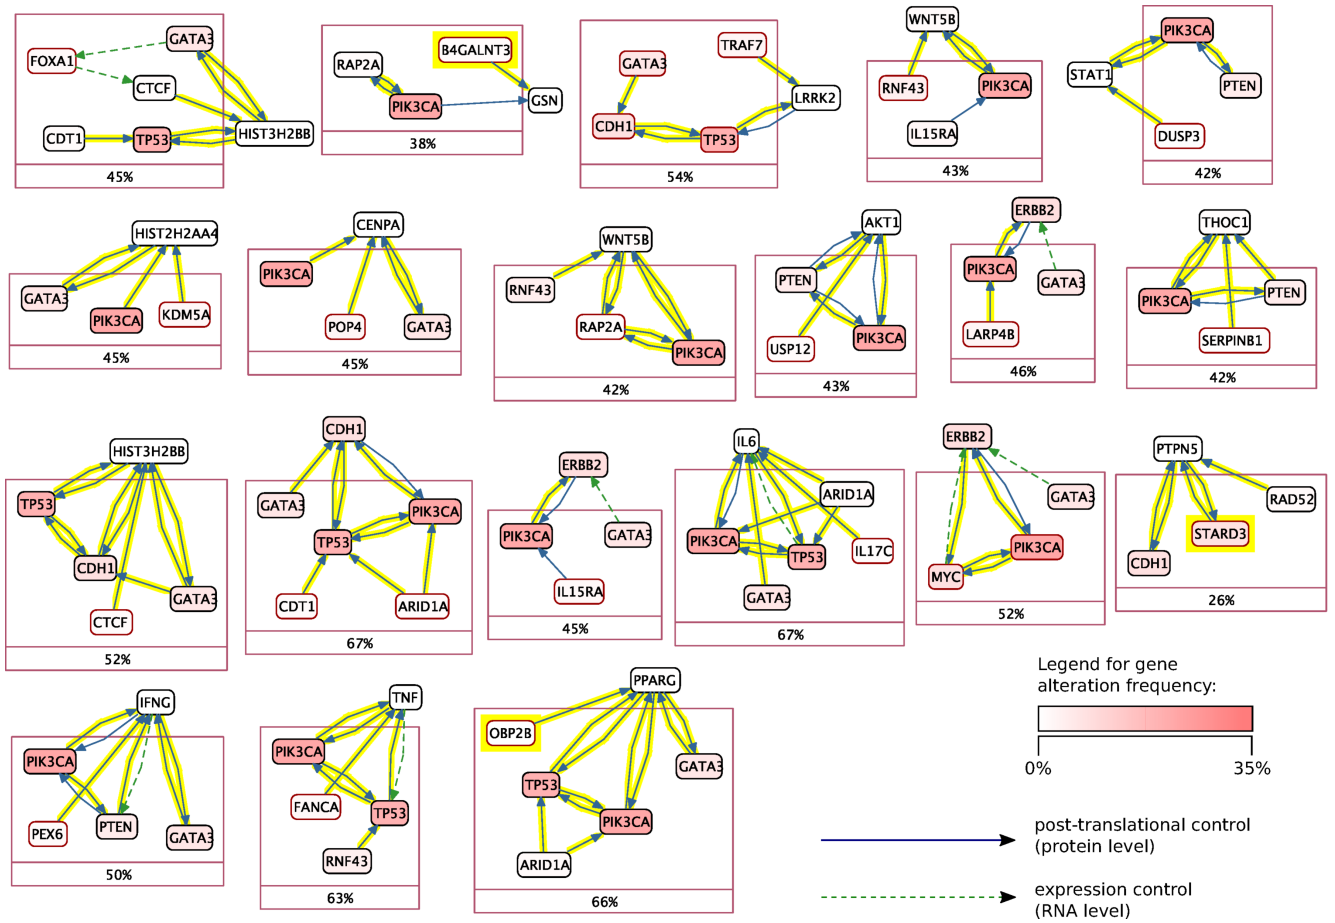 GATA3
FOXA1
CTCF
CDT1
TP53
HIST3H2BB
45%
B4GALNT3
RAP2A
PIK3CA
GSN
38%
TRAF7
GATA3
LRRK2
CDH1
TP53
54%
WNT5B
RNF43
PIK3CA
IL15RA
43%
PIK3CA
STAT1
PTEN
DUSP3
42%
HIST2H2AA4
GATA3
PIK3CA
KDM5A
45%
CENPA
PIK3CA
POP4
GATA3
45%
WNT5B
RNF43
RAP2A
PIK3CA
42%
AKT1
PTEN
USP12
PIK3CA
43%
ERBB2
PIK3CA
GATA3
LARP4B
46%
THOC1
PIK3CA
PTEN
SERPINB1
42%
HIST3H2BB
TP53
CDH1
GATA3
CTCF
52%
CDH1
GATA3
PIK3CA
TP53
CDT1
ARID1A
67%
ERBB2
PIK3CA
GATA3
IL15RA
45%
IL6
ARID1A
PIK3CA
TP53
IL17C
GATA3
67%
ERBB2
GATA3
PIK3CA
MYC
52%
PTPN5
RAD52
STARD3
CDH1
26%
IFNG
PIK3CA
PEX6
PTEN
GATA3
50%
TNF
PIK3CA
FANCA
TP53
RNF43
63%
PPARG
OBP2B
GATA3
TP53
PIK3CA
ARID1A
66%
Legend for gene
alteration frequency:
0%
35%
post-translational control
(protein level)
expression control
(RNA level)